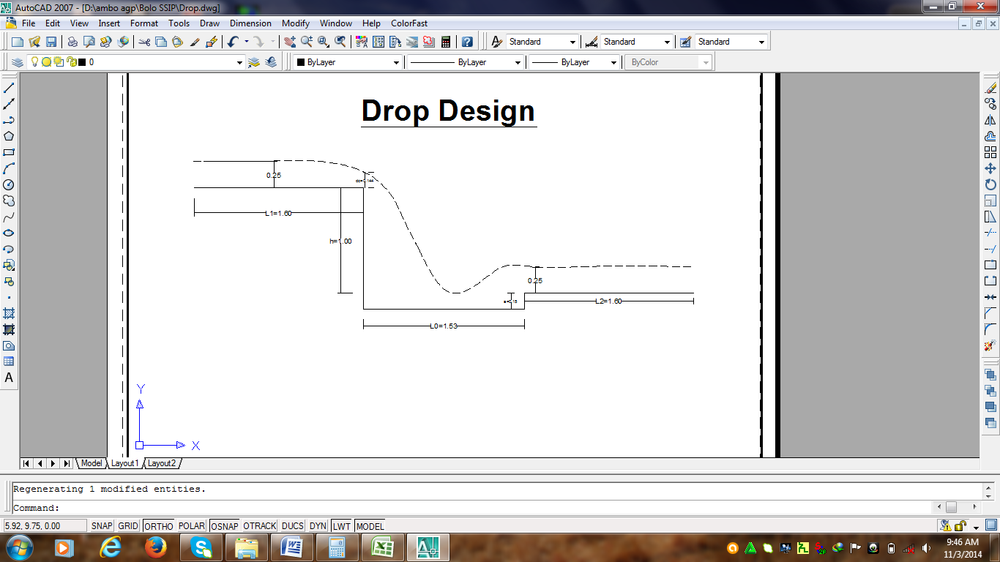 AutoCAD 2007 - [D:\ambo agp\Bolo SSIP\Drop.dwg]
File Edit View Insert Format Tools Draw Dimension Modify Window Help ColorFast
Standard Standard Standard
0 ByLayer ByLayer ByLayer ByColor
Drop Design
0.25
dc=0.144
L1=1.60
h=1.00
0.25
L2=1.60
L0=1.53
Y
X
A
Model Layout1 Layout2
Regenerating 1 modified entities.
Command:
5.92, 9.75, 0.00 SNAP GRID ORTHO POLAR OSNAP OTRACK DUCS DYN LWT MODEL
9:46 AM
11/3/2014